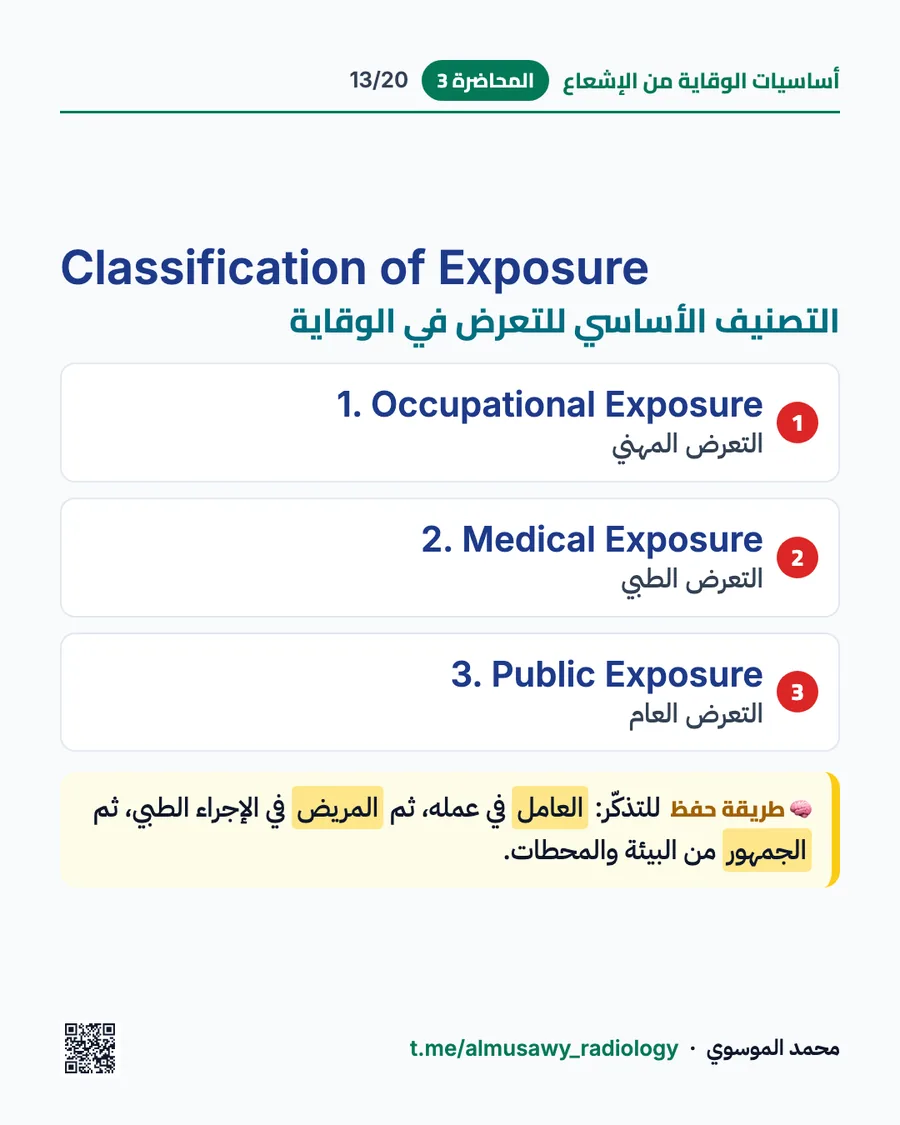 أساسيات الوقاية من الإشعاع المحاضرة 3 13/20
Classification of Exposure
التصنيف الأساسي للتعرض في الوقاية
1
1. Occupational Exposure
التعرض المهني
2
2. Medical Exposure
التعرض الطبي
3
3. Public Exposure
التعرض العام
🧠 طريقة حفظ للتذكّر: العامل في عمله، ثم المريض في الإجراء الطبي، ثم
الجمهور من البيئة والمحطات.
محمد الموسوي · t.me/almusawy_radiology